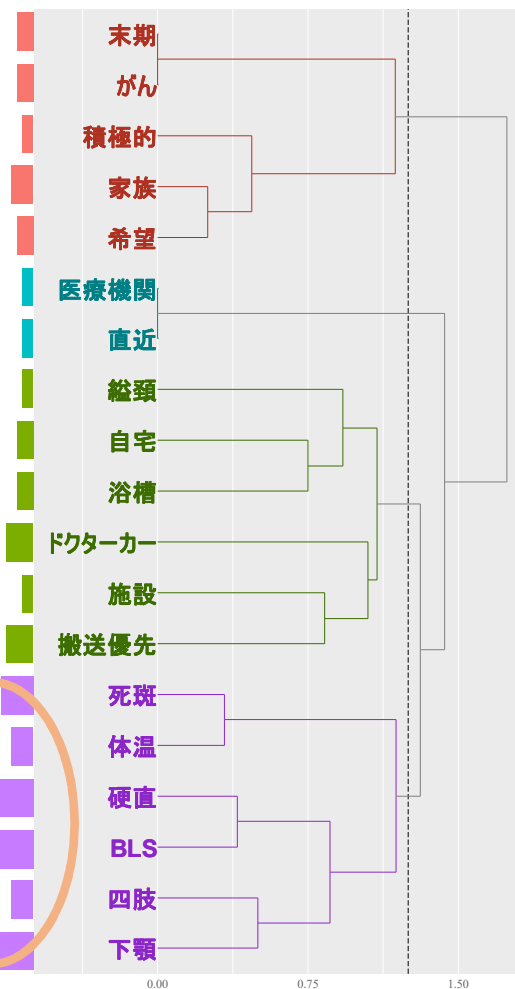 末期
がん
積極的
家族
希望
医療機関
直近
縊頚
自宅
浴槽
ドクターカー
施設
搬送優先
死斑
体温
硬直
BLS
四肢
下顎
0.00 0.75 1.50